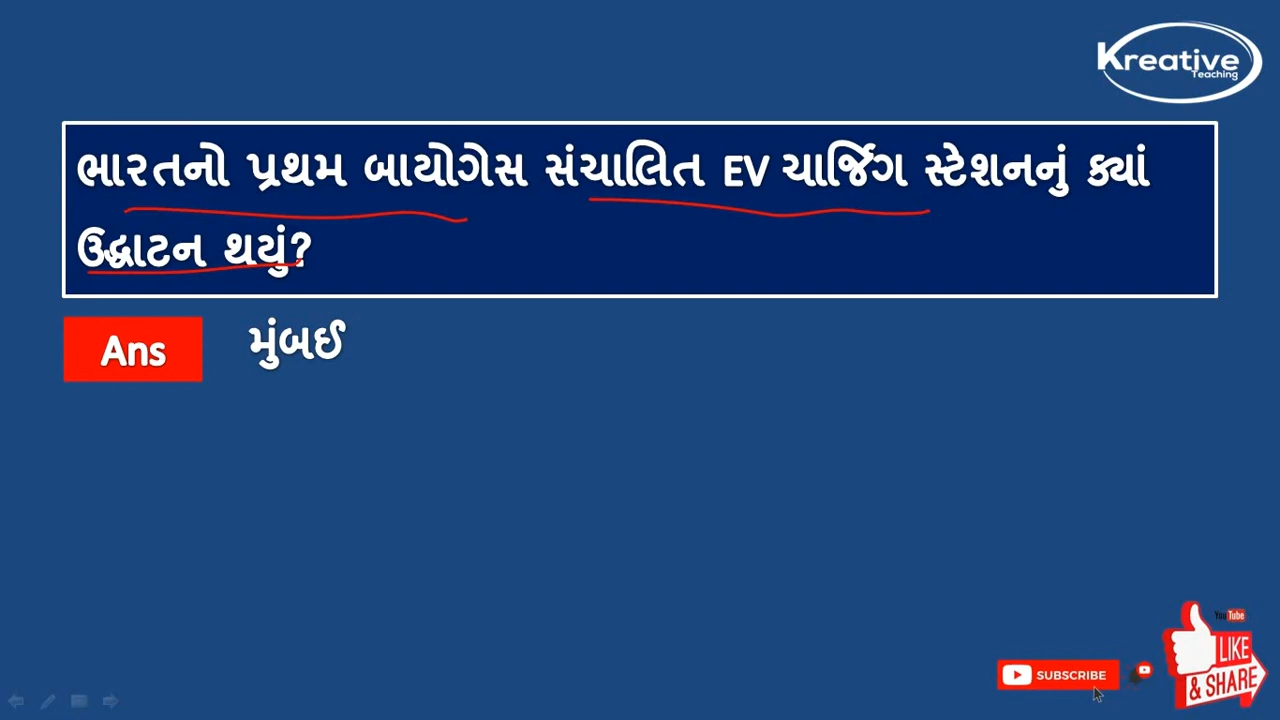 Kreative
Teaching
ભારતનો પ્રથમ બાયોગેસ સંચાલિત EV ચાર્જિંગ સ્ટેશનનું ક્યાં
ઉદ્ધાટન થયું?
Ans મુંબઈ
YouTube
LIKE
& SHARE
SUBSCRIBE